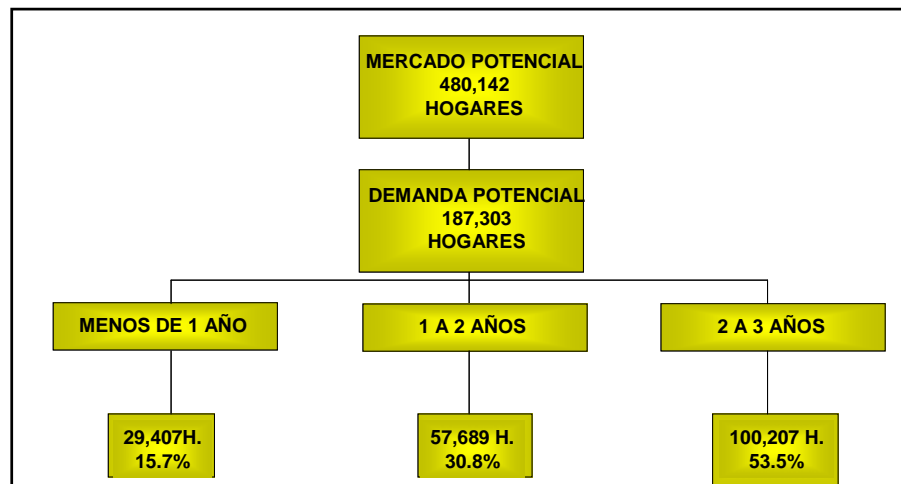 MERCADO POTENCIAL
480,142
HOGARES
DEMANDA POTENCIAL
187,303
HOGARES
MENOS DE 1 AÑO
1 A 2 AÑOS
2 A 3 AÑOS
29,407H.
15.7%
57,689 H.
30.8%
100,207 H.
53.5%